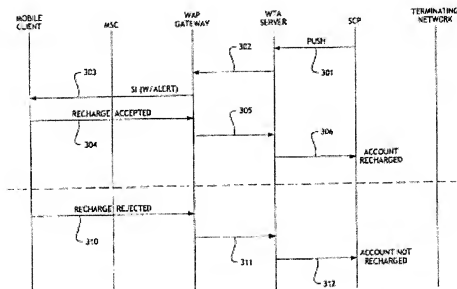 MOBILE
CLIENT
MSC
WAP
GATEWAY
WTA
SERVER
SCP
TERMINATING
NETWORK
PUSH
302
301
303
SI (W/ALERT)
RECHARGE ACCEPTED
304
305
306
ACCOUNT
RECHARGED
RECHARGE REJECTED
310
311
312
ACCOUNT NOT
RECHARGED